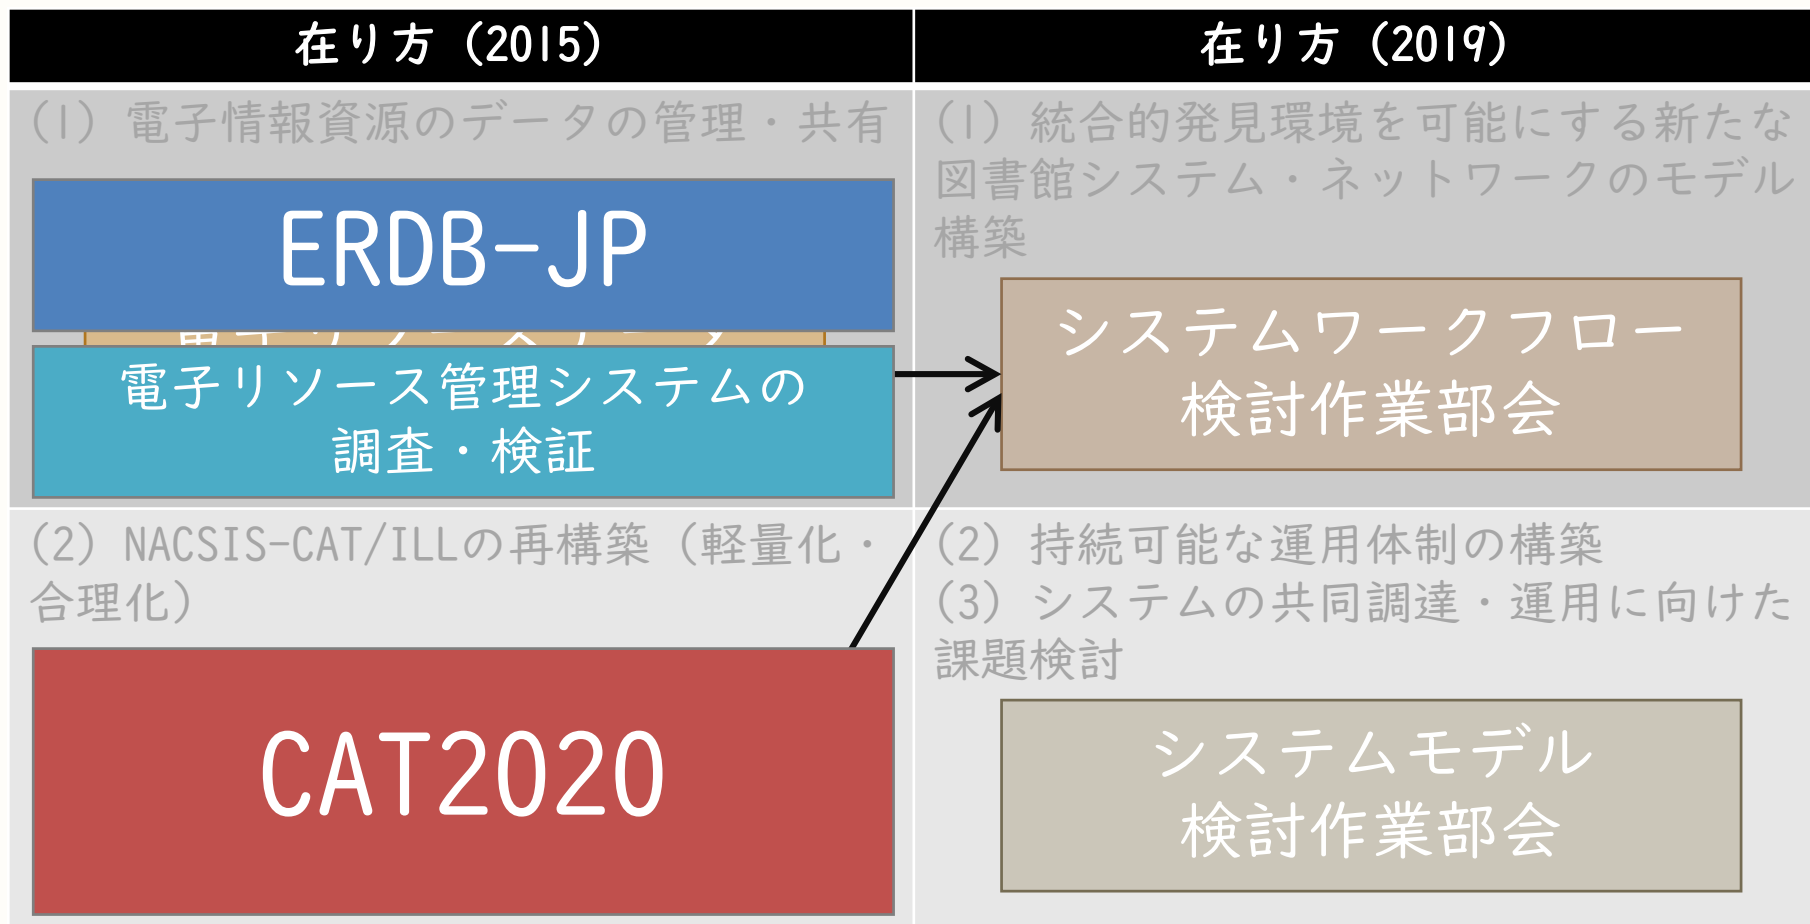 在り方（2015）
在り方（2019）
（1）電子情報資源のデータの管理・共有
ERDB-JP
電子リソース管理システムの
調査・検証
（1）統合的発見環境を可能にする新たな
図書館システム・ネットワークのモデル
構築
システムワークフロー
検討作業部会
（2）NACSIS-CAT/ILLの再構築（軽量化・
合理化）
CAT2020
（2）持続可能な運用体制の構築
（3）システムの共同調達・運用に向けた
課題検討
システムモデル
検討作業部会